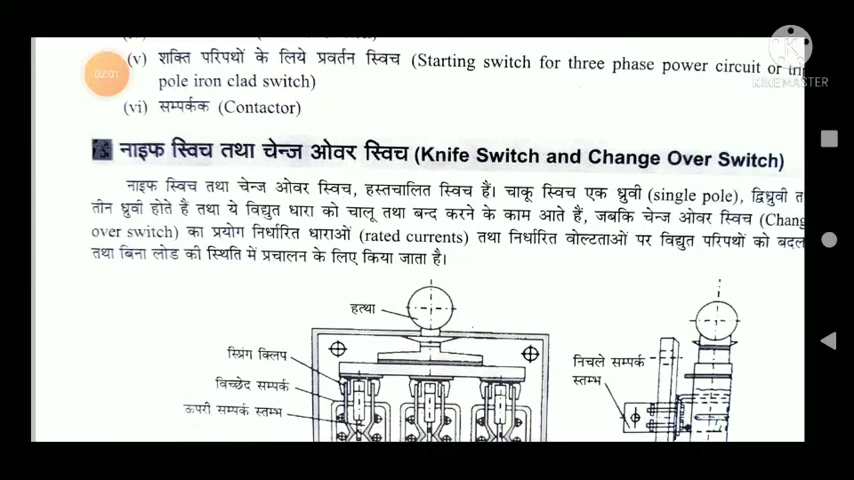 (v) शक्ति परिपथों के लिये प्रवर्तन स्विच (Starting switch for three phase power circuit or
pole iron clad switch)
(vi) सम्पर्कक (Contactor)
नाइफ स्विच तथा चेन्ज ओवर स्विच (Knife Switch and Change Over Switch)
नाइफ स्विच तथा चेन्ज ओवर स्विच, हस्तचालित स्विच हैं। चाकू स्विच एक ध्रुवी (single pole), द्विध्रुवी
तीन ध्रुवी होते हैं तथा ये विद्युत धारा को चालू तथा बन्द करने के काम आते हैं, जबकि चेन्ज ओवर स्विच
over switch) का प्रयोग निर्धारित धाराओं (rated currents) तथा निर्धारित वोल्टताओं पर विद्युत परिपथों को
तथा बिना लोड की स्थिति में प्रचालन के लिए किया जाता है।
हत्था
स्प्रिंग क्लिप
विच्छेद सम्पर्क
ऊपरी सम्पर्क स्तम्भ
निचले सम्पर्क
स्तम्भ
02:01
KINEMASTER